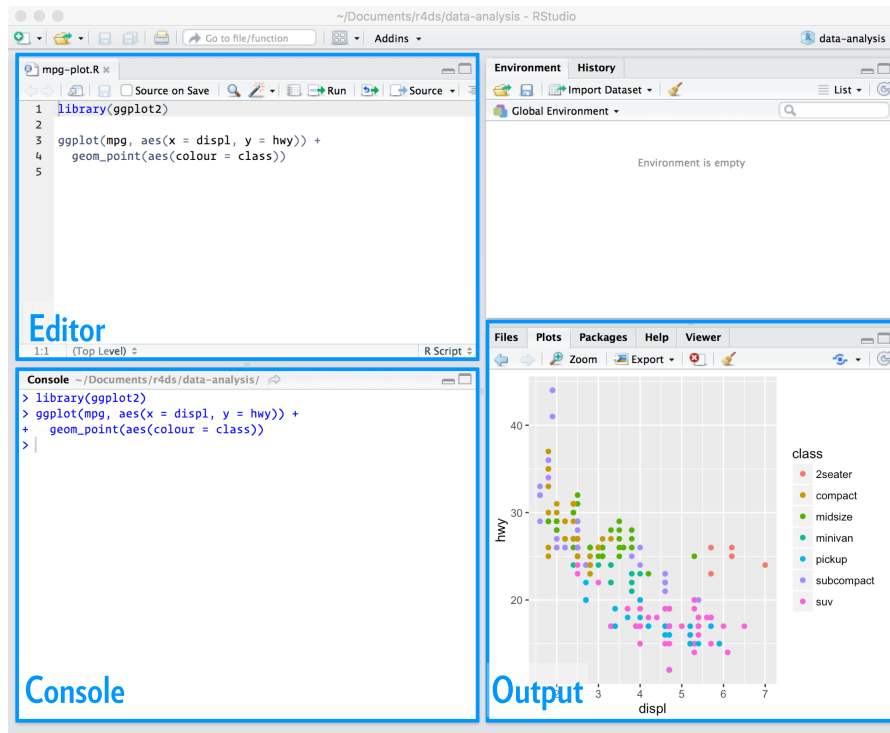 ~/Documents/r4ds/data-analysis - RStudio
Go to file/function
Addins
data-analysis
mpg-plot.R
Source on Save
Run
Source
1 library(ggplot2)
2
3 ggplot(mpg, aes(x = displ, y = hwy)) +
4 geom_point(aes(colour = class))
5
Editor
1:1 (Top Level)
R Script
Console ~/Documents/r4ds/data-analysis/
> library(ggplot2)
> ggplot(mpg, aes(x = displ, y = hwy)) +
+ geom_point(aes(colour = class))
>
Console
Environment History
Import Dataset
List
Global Environment
Environment is empty
Files Plots Packages Help Viewer
Zoom Export
40
30
20
hwy
3 4 5 6 7
displ
class
2seater
compact
midsize
minivan
pickup
subcompact
suv
Output